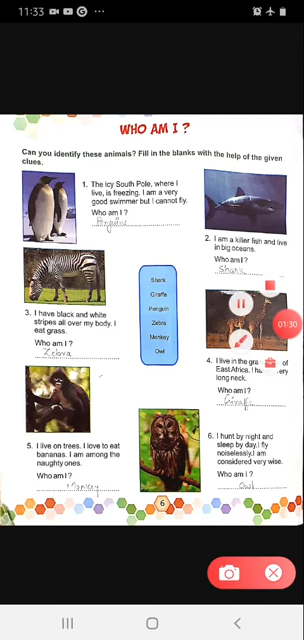 11:33
WHO AM I ?
Can you identify these animals? Fill in the blanks with the help of the given
clues.
1. The icy South Pole, where I
live, is freezing. I am a very
good swimmer but I cannot fly.
Who am I ?
2. I am a killer fish and live
in big oceans.
Who am I ?
Shark
Shark
Giraffe
Penguin
Zebra
Monkey
Owl
3. I have black and white
stripes all over my body. I
eat grass.
Who am I ?
Zebra
01:30
4. I live in the gra of
East Africa. I ha ery
long neck.
Who am I ?
5. I live on trees. I love to eat
bananas. I am among the
naughty ones.
Who am I ?
Monkey
6. I hunt by night and
sleep by day.I fly
noiselessly.I am
considered very wise.
Who am I ?
Owl
6